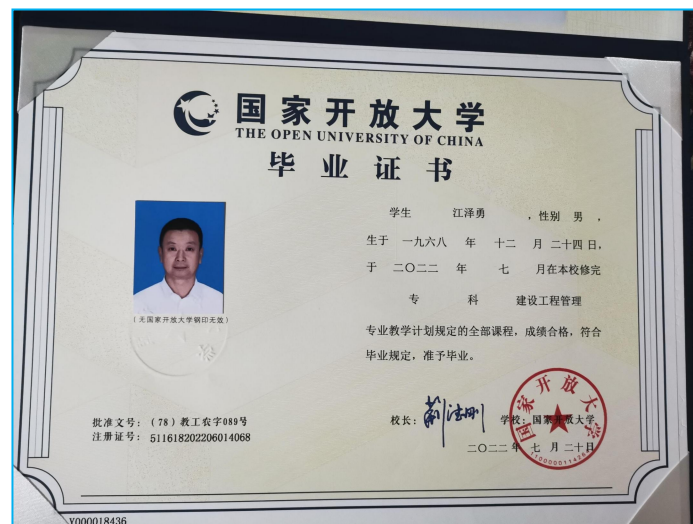 国家开放大学
THE OPEN UNIVERSITY OF CHINA
毕业证书
学生 江泽勇 ，性别 男 ，
生于 一九六八 年 十二 月 二十四 日，
于 二〇二二 年 七 月在本校修完
专 科 建设工程管理
专业教学计划规定的全部课程，成绩合格，符合
毕业规定，准予毕业。
（无国家开放大学钢印无效）
批准文号：（78）教工农字089号
注册证号：511618202206014068
校长：
学校：国家开放大学
二〇二二年 七 月 二十日
国家开放大学
Y000018436